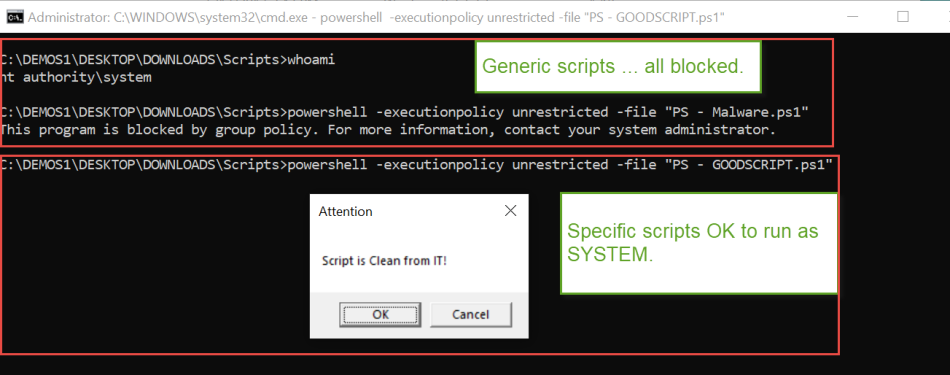 Administrator: C:\WINDOWS\system32\cmd.exe - powershell -executionpolicy unrestricted -file "PS - GOODSCRIPT.ps1"
C:\DEMOS1\DESKTOP\DOWNLOADS\Scripts>whoami
nt authority\system
Generic scripts ... all blocked.
C:\DEMOS1\DESKTOP\DOWNLOADS\Scripts>powershell -executionpolicy unrestricted -file "PS - Malware.ps1"
This program is blocked by group policy. For more information, contact your system administrator.
C:\DEMOS1\DESKTOP\DOWNLOADS\Scripts>powershell -executionpolicy unrestricted -file "PS - GOODSCRIPT.ps1"
Attention
Script is Clean from IT!
OK
Cancel
Specific scripts OK to run as
SYSTEM.